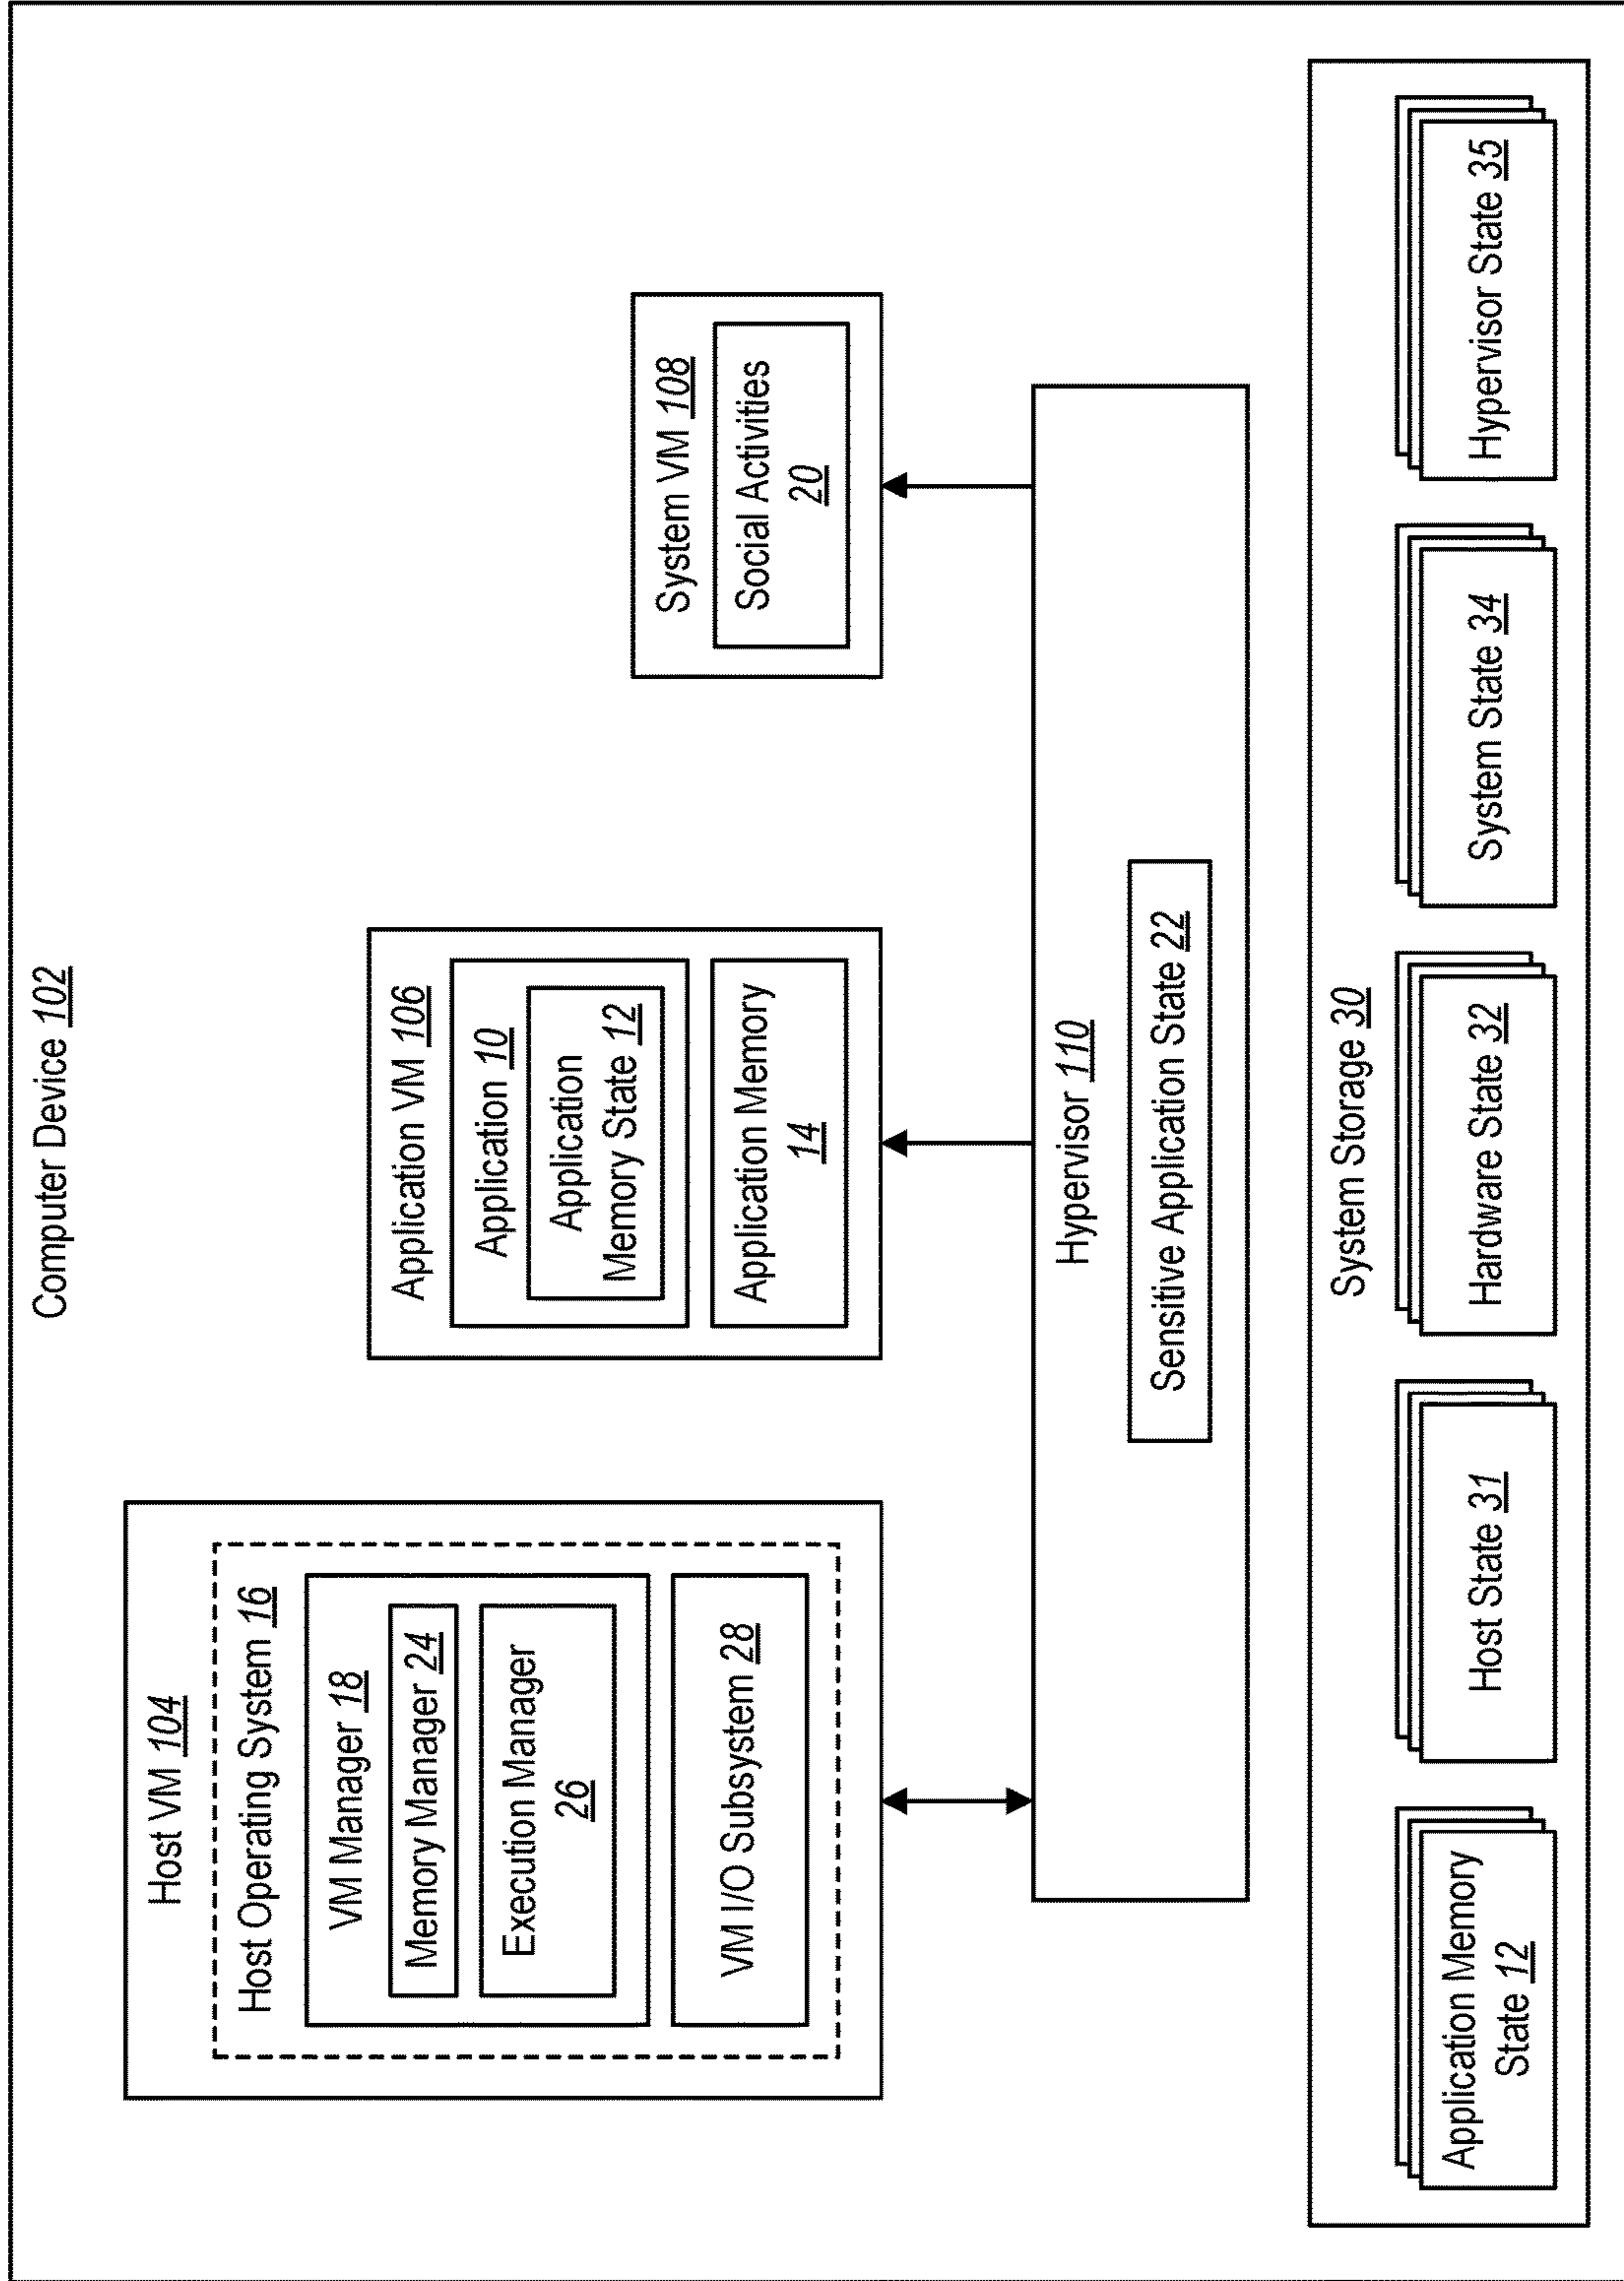 Computer Device 102
Host VM 104
Host Operating System 16
VM Manager 18
Memory Manager 24
Execution Manager
26
VM I/O Subsystem 28
Application VM 106
Application 10
Application
Memory State 12
Application Memory
14
System VM 108
Social Activities
20
Hypervisor 110
Sensitive Application State 22
System Storage 30
Application Memory
State 12
Host State 31
Hardware State 32
System State 34
Hypervisor State 35